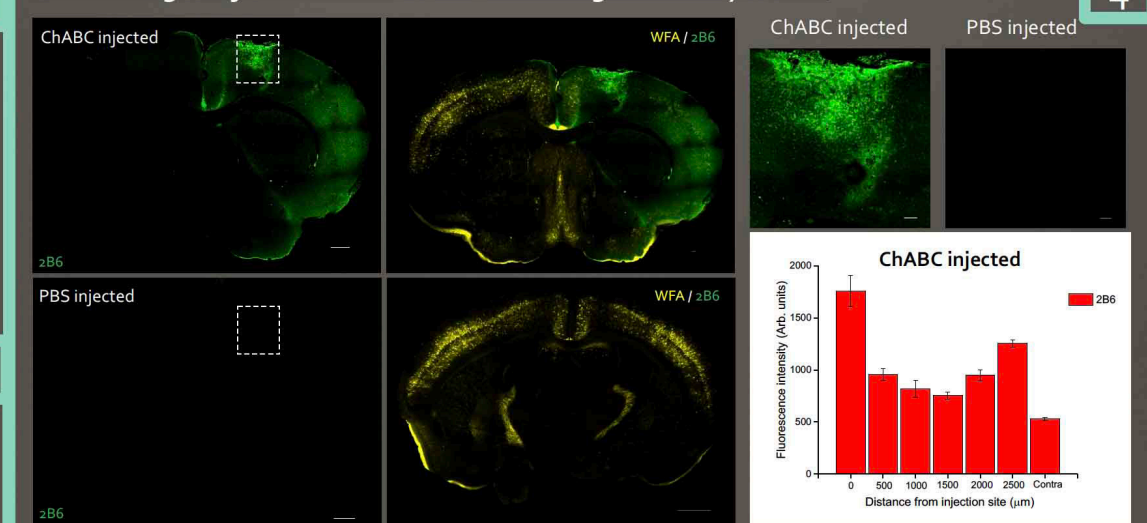 4
ChABC injected
2B6
WFA / 2B6
ChABC injected
PBS injected
PBS injected
2B6
WFA / 2B6
ChABC injected
2B6
Fluorescence intensity (Arb. units)
2000
1500
1000
500
0
0 500 1000 1500 2000 2500 Contra
Distance from injection site (μm)